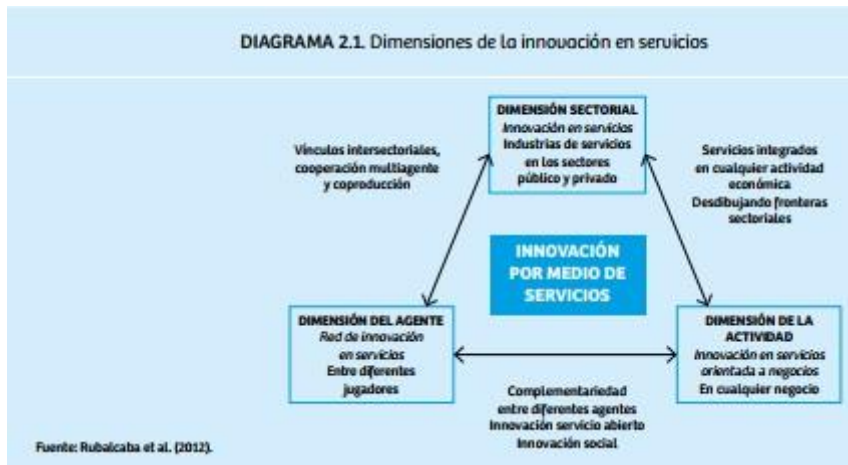 DIAGRAMA 2.1. Dimensiones de la innovación en servicios
DIMENSIÓN SECTORIAL
Innovación en servicios
Industrias de servicios
en los sectores
público y privado
Vínculos intersectoriales,
cooperación multiagente
y coproducción
Servicios integrados
en cualquier actividad
económica
Desdibujando fronteras
sectoriales
INNOVACIÓN
POR MEDIO DE
SERVICIOS
DIMENSIÓN DEL AGENTE
Red de innovación
en servicios
Entre diferentes
jugadores
DIMENSIÓN DE LA
ACTIVIDAD
Innovación en servicios
orientada a negocios
En cualquier negocio
Complementariedad
entre diferentes agentes
Innovación servicio abierto
Innovación social
Fuente: Rubalcaba et al. (2012).